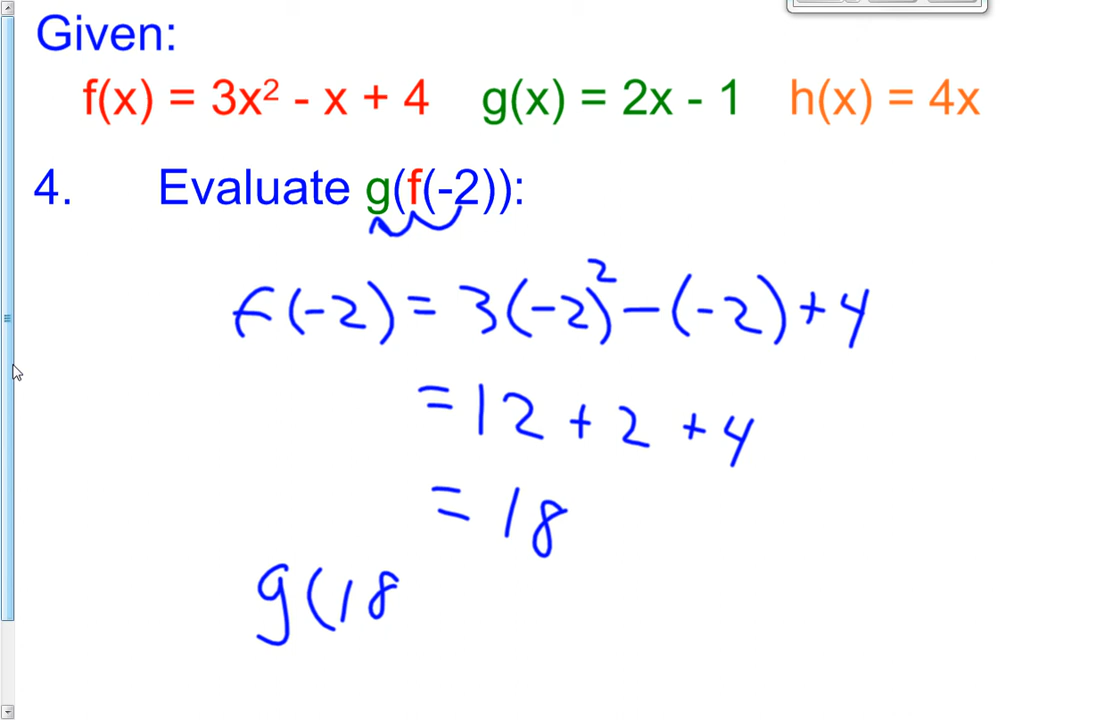 Given:
f(x) = 3x² - x + 4 g(x) = 2x - 1 h(x) = 4x
4. Evaluate g(f(-2)):
f(-2) = 3(-2)² - (-2) + 4
= 12 + 2 + 4
= 18
g(18